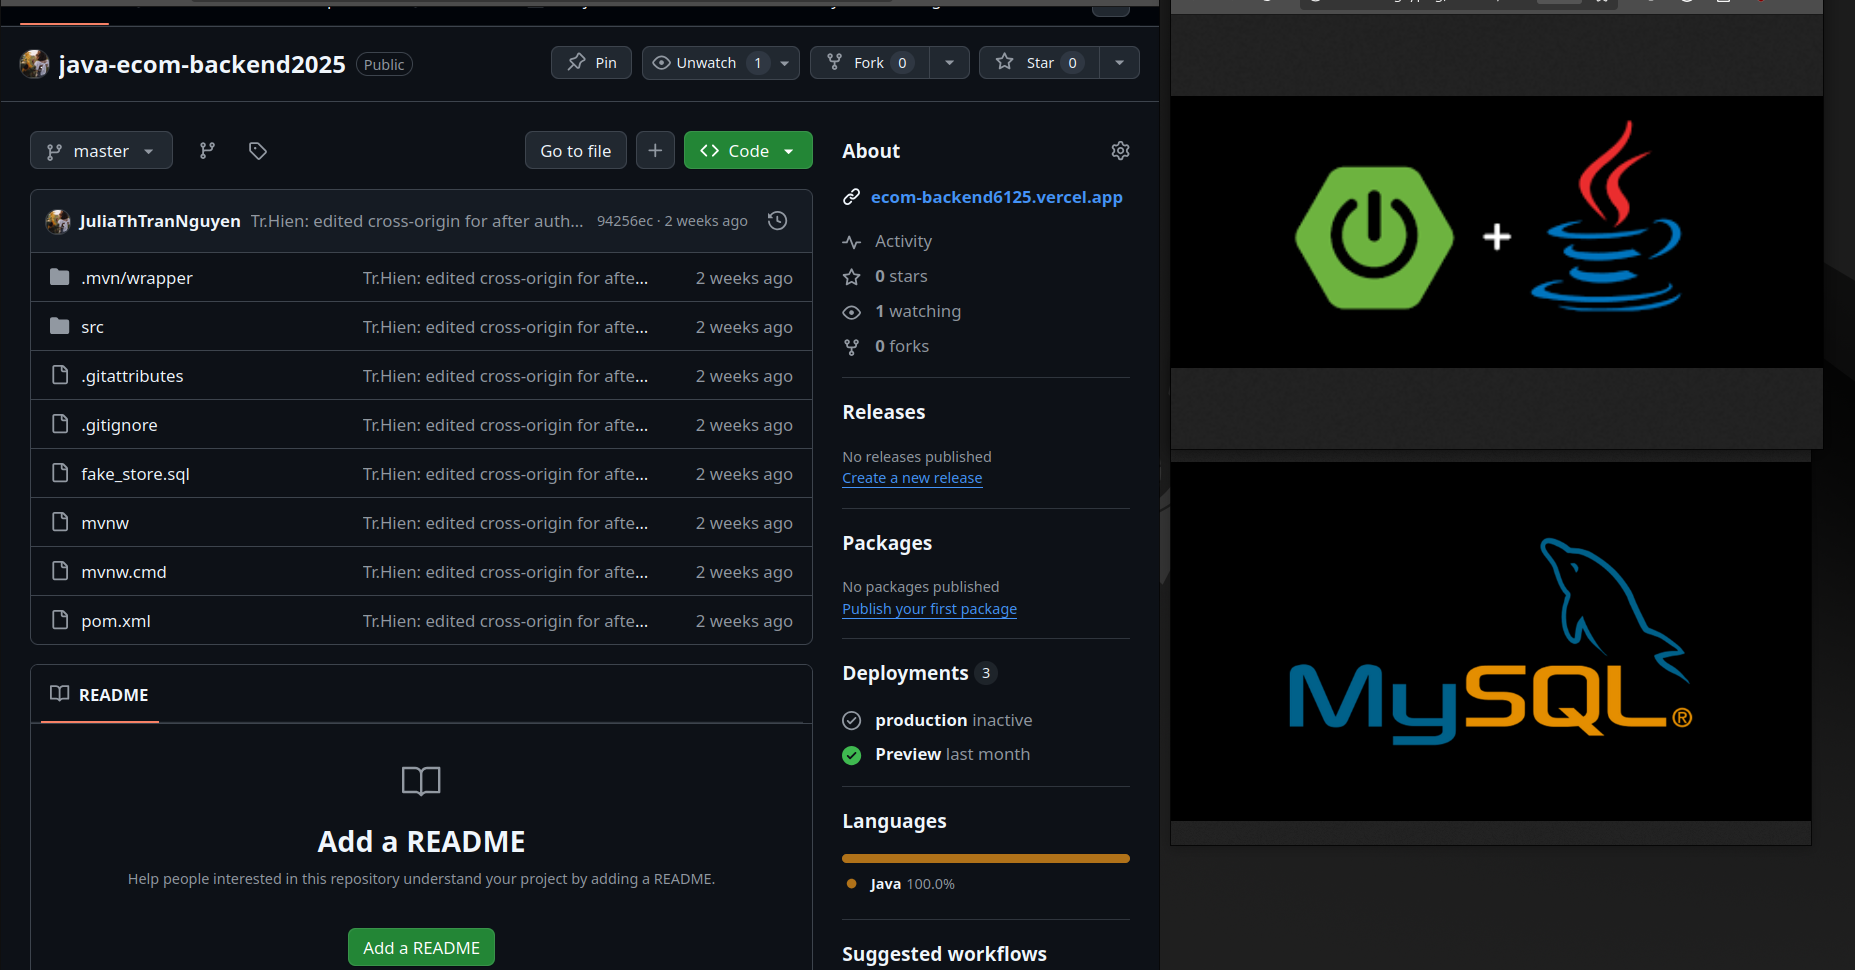 java-ecom-backend2025 Public
Pin
Unwatch 1
Fork 0
Star 0
master
Go to file
Code
JuliaThTranNguyen Tr.Hien: edited cross-origin for after auth... 94256ec · 2 weeks ago
.mvn/wrapper Tr.Hien: edited cross-origin for afte... 2 weeks ago
src Tr.Hien: edited cross-origin for afte... 2 weeks ago
.gitattributes Tr.Hien: edited cross-origin for afte... 2 weeks ago
.gitignore Tr.Hien: edited cross-origin for afte... 2 weeks ago
fake_store.sql Tr.Hien: edited cross-origin for afte... 2 weeks ago
mvnw Tr.Hien: edited cross-origin for afte... 2 weeks ago
mvnw.cmd Tr.Hien: edited cross-origin for afte... 2 weeks ago
pom.xml Tr.Hien: edited cross-origin for afte... 2 weeks ago
README
Add a README
Help people interested in this repository understand your project by adding a README.
Add a README
About
ecom-backend6125.vercel.app
Activity
0 stars
1 watching
0 forks
Releases
No releases published
Create a new release
Packages
No packages published
Publish your first package
Deployments 3
production inactive
Preview last month
Languages
Java 100.0%
Suggested workflows
+
MySQL®